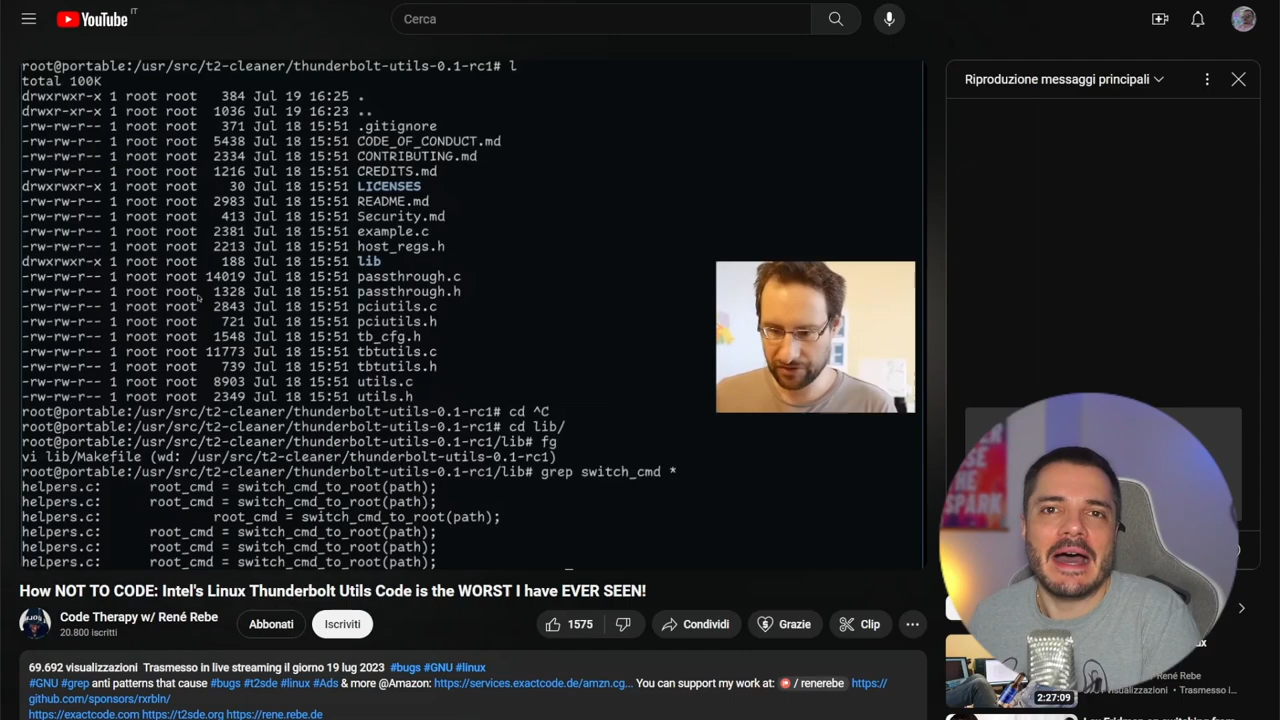 YouTube IT
Cerca
root@portable:/usr/src/t2-cleaner/thunderbolt-utils-0.1-rc1# l
total 100K
drwxrwxr-x 1 root root 384 Jul 19 16:25 .
drwxr-xr-x 1 root root 1036 Jul 19 16:23 ..
-rw-rw-r-- 1 root root 371 Jul 18 15:51 .gitignore
-rw-rw-r-- 1 root root 5438 Jul 18 15:51 CODE_OF_CONDUCT.md
-rw-rw-r-- 1 root root 2334 Jul 18 15:51 CONTRIBUTING.md
-rw-rw-r-- 1 root root 1216 Jul 18 15:51 CREDITS.md
drwxrwxr-x 1 root root 30 Jul 18 15:51 LICENSES
-rw-rw-r-- 1 root root 2983 Jul 18 15:51 README.md
-rw-rw-r-- 1 root root 413 Jul 18 15:51 Security.md
-rw-rw-r-- 1 root root 2381 Jul 18 15:51 example.c
-rw-rw-r-- 1 root root 2213 Jul 18 15:51 host_regs.h
drwxrwxr-x 1 root root 188 Jul 18 15:51 lib
-rw-rw-r-- 1 root root 14019 Jul 18 15:51 passthrough.c
-rw-rw-r-- 1 root root 1328 Jul 18 15:51 passthrough.h
-rw-rw-r-- 1 root root 2843 Jul 18 15:51 pciutils.c
-rw-rw-r-- 1 root root 721 Jul 18 15:51 pciutils.h
-rw-rw-r-- 1 root root 1548 Jul 18 15:51 tb_cfg.h
-rw-rw-r-- 1 root root 11773 Jul 18 15:51 tbtutils.c
-rw-rw-r-- 1 root root 739 Jul 18 15:51 tbtutils.h
-rw-rw-r-- 1 root root 8903 Jul 18 15:51 utils.c
-rw-rw-r-- 1 root root 2349 Jul 18 15:51 utils.h
root@portable:/usr/src/t2-cleaner/thunderbolt-utils-0.1-rc1# cd ^C
root@portable:/usr/src/t2-cleaner/thunderbolt-utils-0.1-rc1# cd lib/
root@portable:/usr/src/t2-cleaner/thunderbolt-utils-0.1-rc1/lib# fg
vi lib/Makefile (wd: /usr/src/t2-cleaner/thunderbolt-utils-0.1-rc1)
root@portable:/usr/src/t2-cleaner/thunderbolt-utils-0.1-rc1/lib# grep switch_cmd *
helpers.c: root_cmd = switch_cmd_to_root(path);
helpers.c: root_cmd = switch_cmd_to_root(path);
helpers.c: root_cmd = switch_cmd_to_root(path);
helpers.c: root_cmd = switch_cmd_to_root(path);
helpers.c: root_cmd = switch_cmd_to_root(path);
helpers.c: root_cmd = switch_cmd_to_root(path);
How NOT TO CODE: Intel's Linux Thunderbolt Utils Code is the WORST I have EVER SEEN!
Code Therapy w/ René Rebe
20.800 iscritti
Abbonati
Iscriviti
1575
Condividi
Grazie
Clip
69.692 visualizzazioni Trasmesso in live streaming il giorno 19 lug 2023 #bugs #GNU #linux
#GNU #grep anti patterns that cause #bugs #t2sde #linux #Ads & more @Amazon: https://services.exactcode.de/amzn.cg... You can support my work at: / renerebe https://
github.com/sponsors/rxrbln/
https://exactcode.com https://t2sde.org https://rene.rebe.de
Riproduzione messaggi principali
THE
SPARK
Rebe
Trasmesso i...
2:27:09